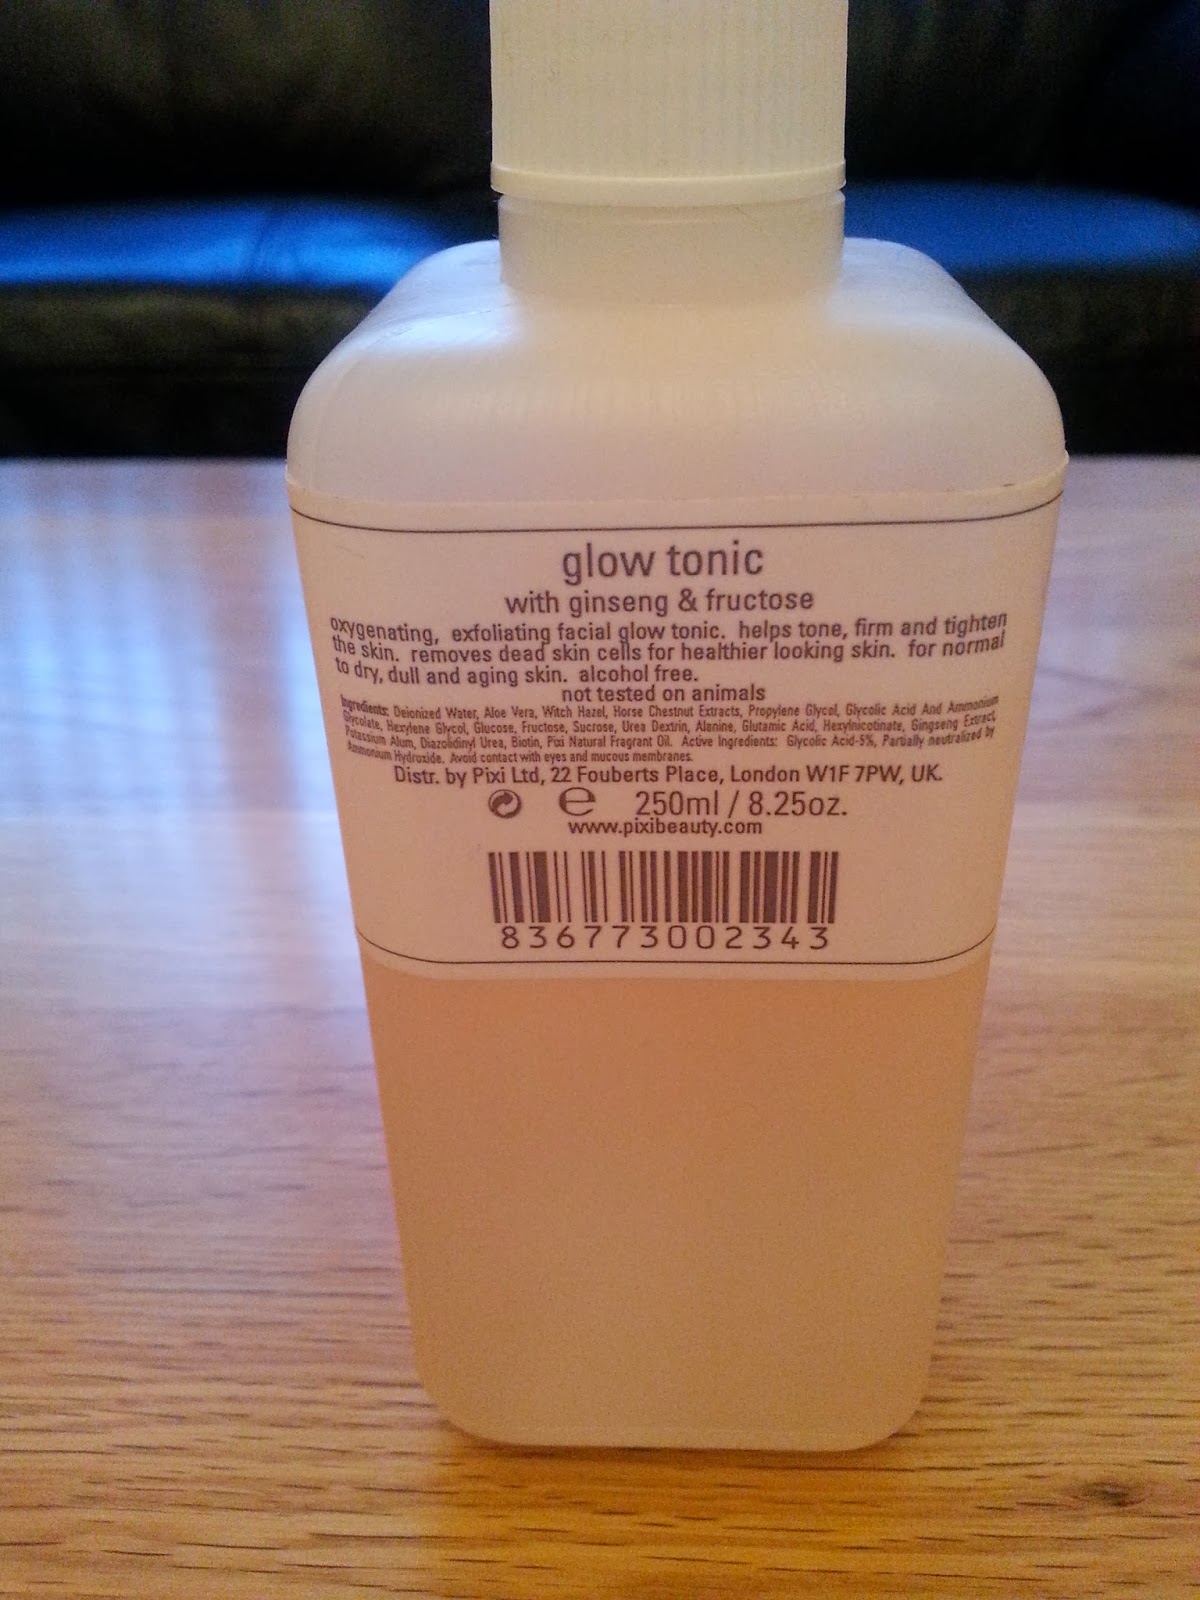 glow tonic
with ginseng & fructose
oxygenating, exfoliating facial glow tonic. helps tone, firm and tighten
the skin. removes dead skin cells for healthier looking skin. for normal
to dry, dull and aging skin. alcohol free.
not tested on animals
Ingredients: Deionized Water, Aloe Vera, Witch Hazel, Horse Chestnut Extracts, Propylene Glycol, Glycolic Acid And Ammonium
Glycolate, Hexylene Glycol, Glucose, Fructose, Sucrose, Urea Dextrin, Alanine, Glutamic Acid, Hexylnicotinate, Gingseng Extract,
Potassium Alum, Diazolidinyl Urea, Biotin, Pixi Natural Fragrant Oil. Active Ingredients: Glycolic Acid-5%, Partially neutralized by
Ammonium Hydroxide. Avoid contact with eyes and mucous membranes.
Distr. by Pixi Ltd, 22 Fouberts Place, London W1F 7PW, UK.
e 250ml / 8.25oz.
www.pixibeauty.com
836773002343